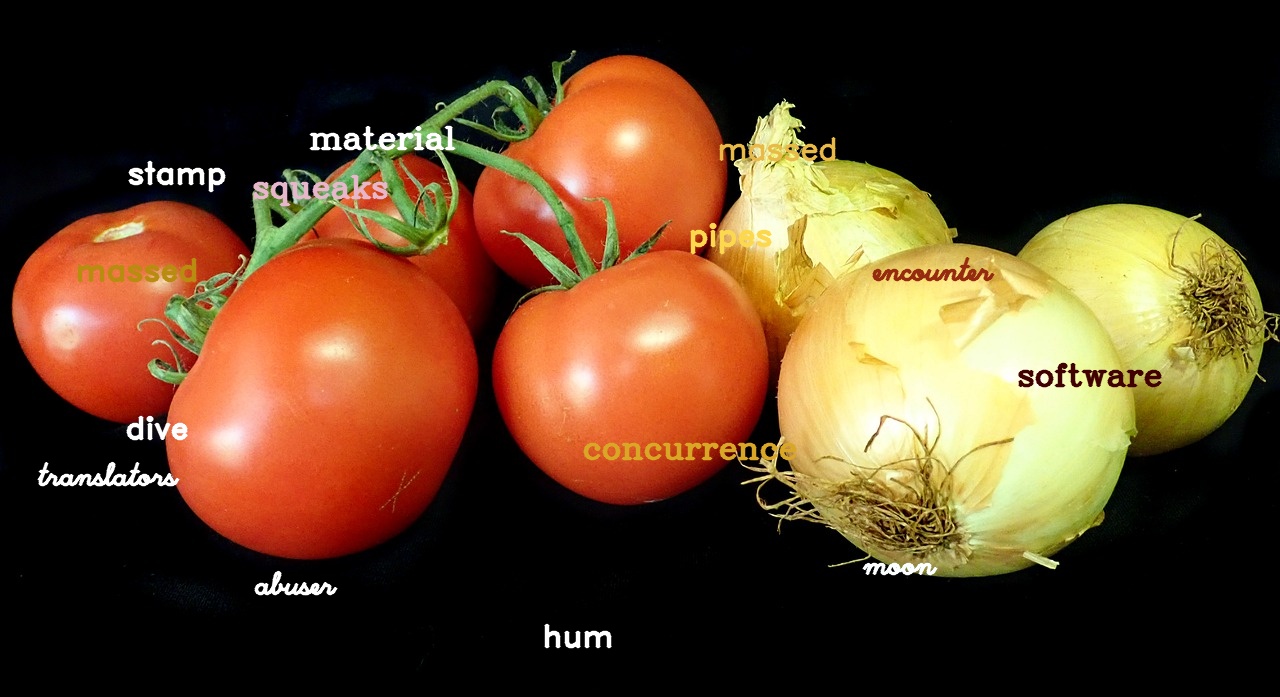 material
massed
stamp
squeaks
pipes
massed
encounter
software
dive
concurrence
translators
moon
abuser
hum